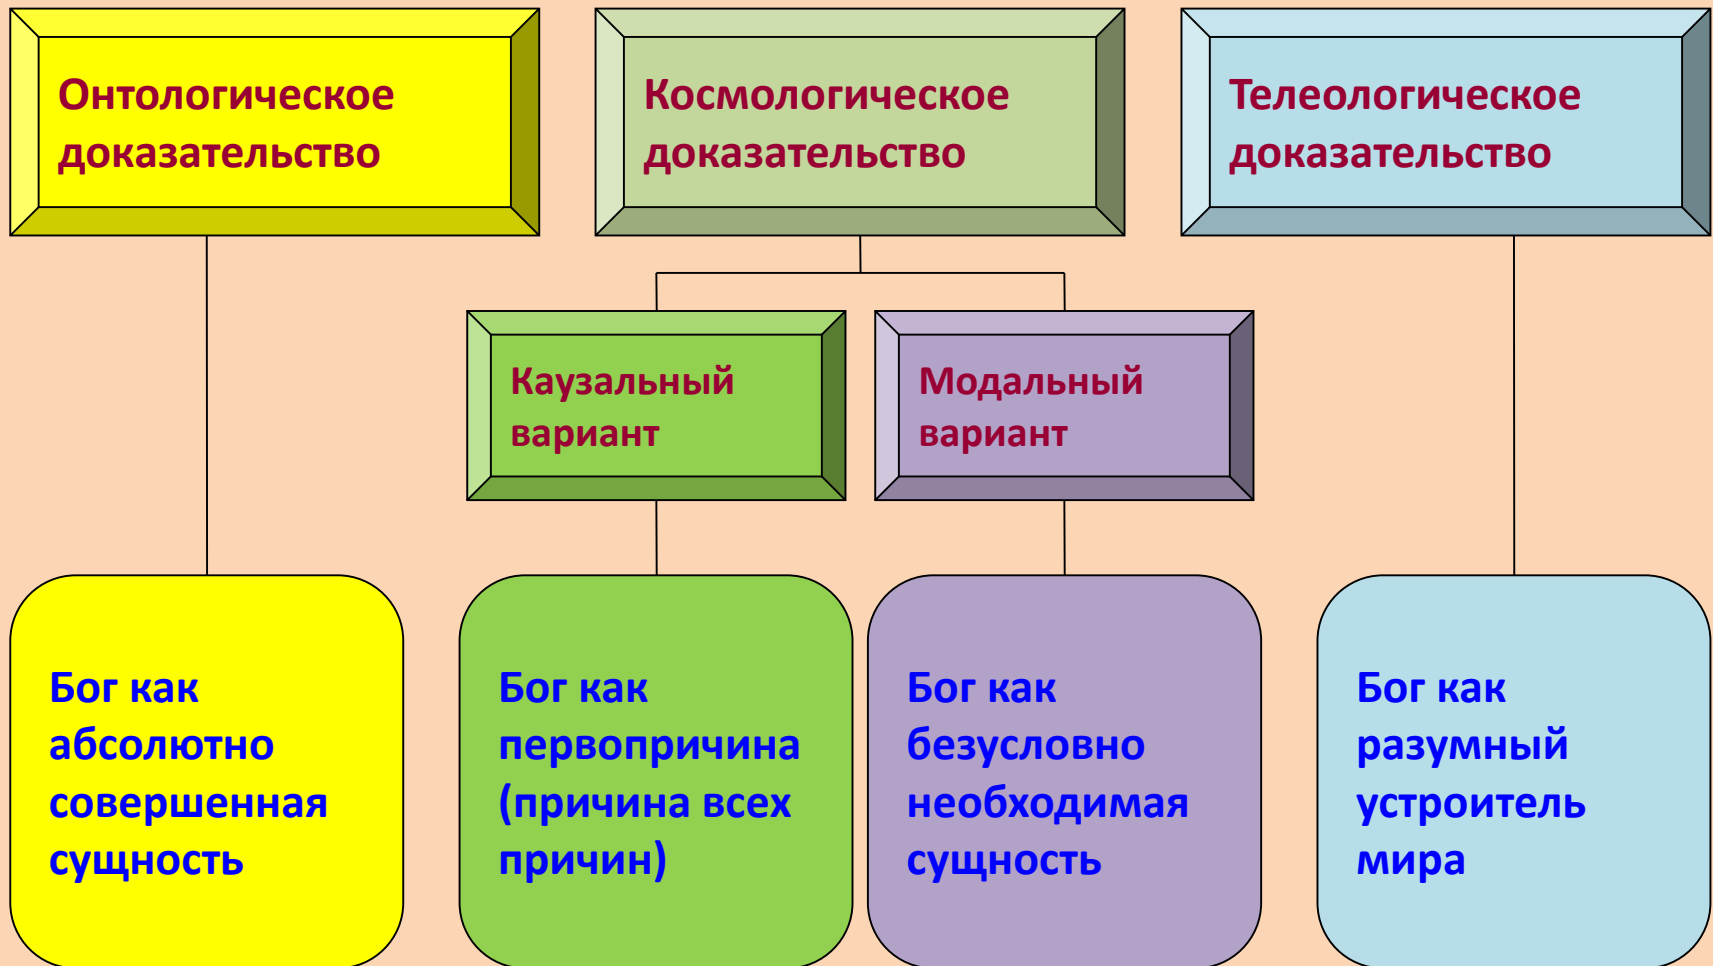 Онтологическое
доказательство
Космологическое
доказательство
Телеологическое
доказательство
Каузальный
вариант
Модальный
вариант
Бог как
абсолютно
совершенная
сущность
Бог как
первопричина
(причина всех
причин)
Бог как
безусловно
необходимая
сущность
Бог как
разумный
устроитель
мира